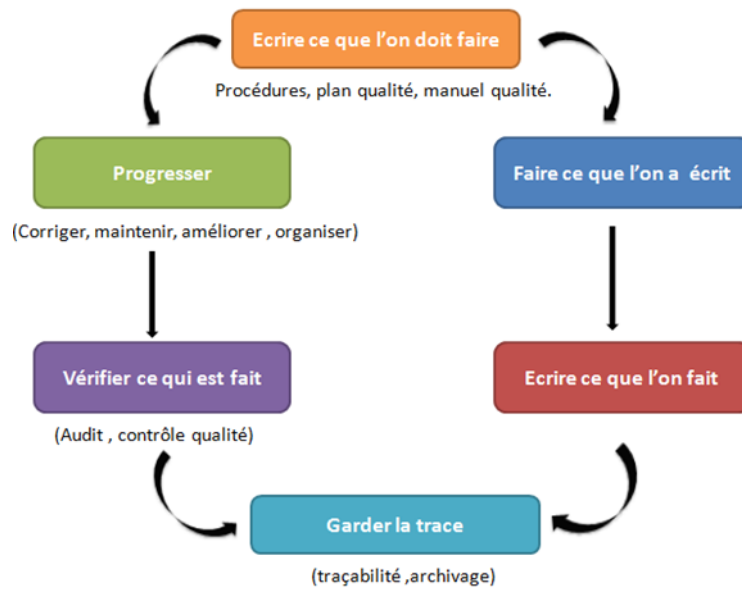 Ecrire ce que l'on doit faire
Procédures, plan qualité, manuel qualité.
Progresser
Faire ce que l'on a écrit
(Corriger, maintenir, améliorer , organiser)
Vérifier ce qui est fait
Ecrire ce que l'on fait
(Audit , contrôle qualité)
Garder la trace
(traçabilité ,archivage)